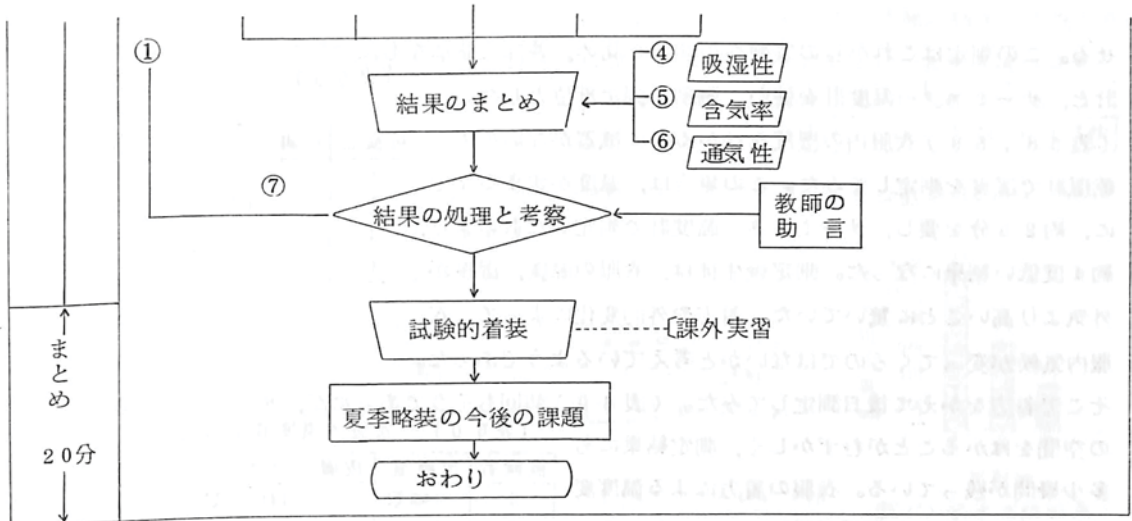 ①
④
吸湿性
結果のまとめ
⑤
含気率
⑥
通気性
⑦
結果の処理と考察
教師の
助言
試験的着装
課外実習
まとめ
夏季略装の今後の課題
20分
おわり